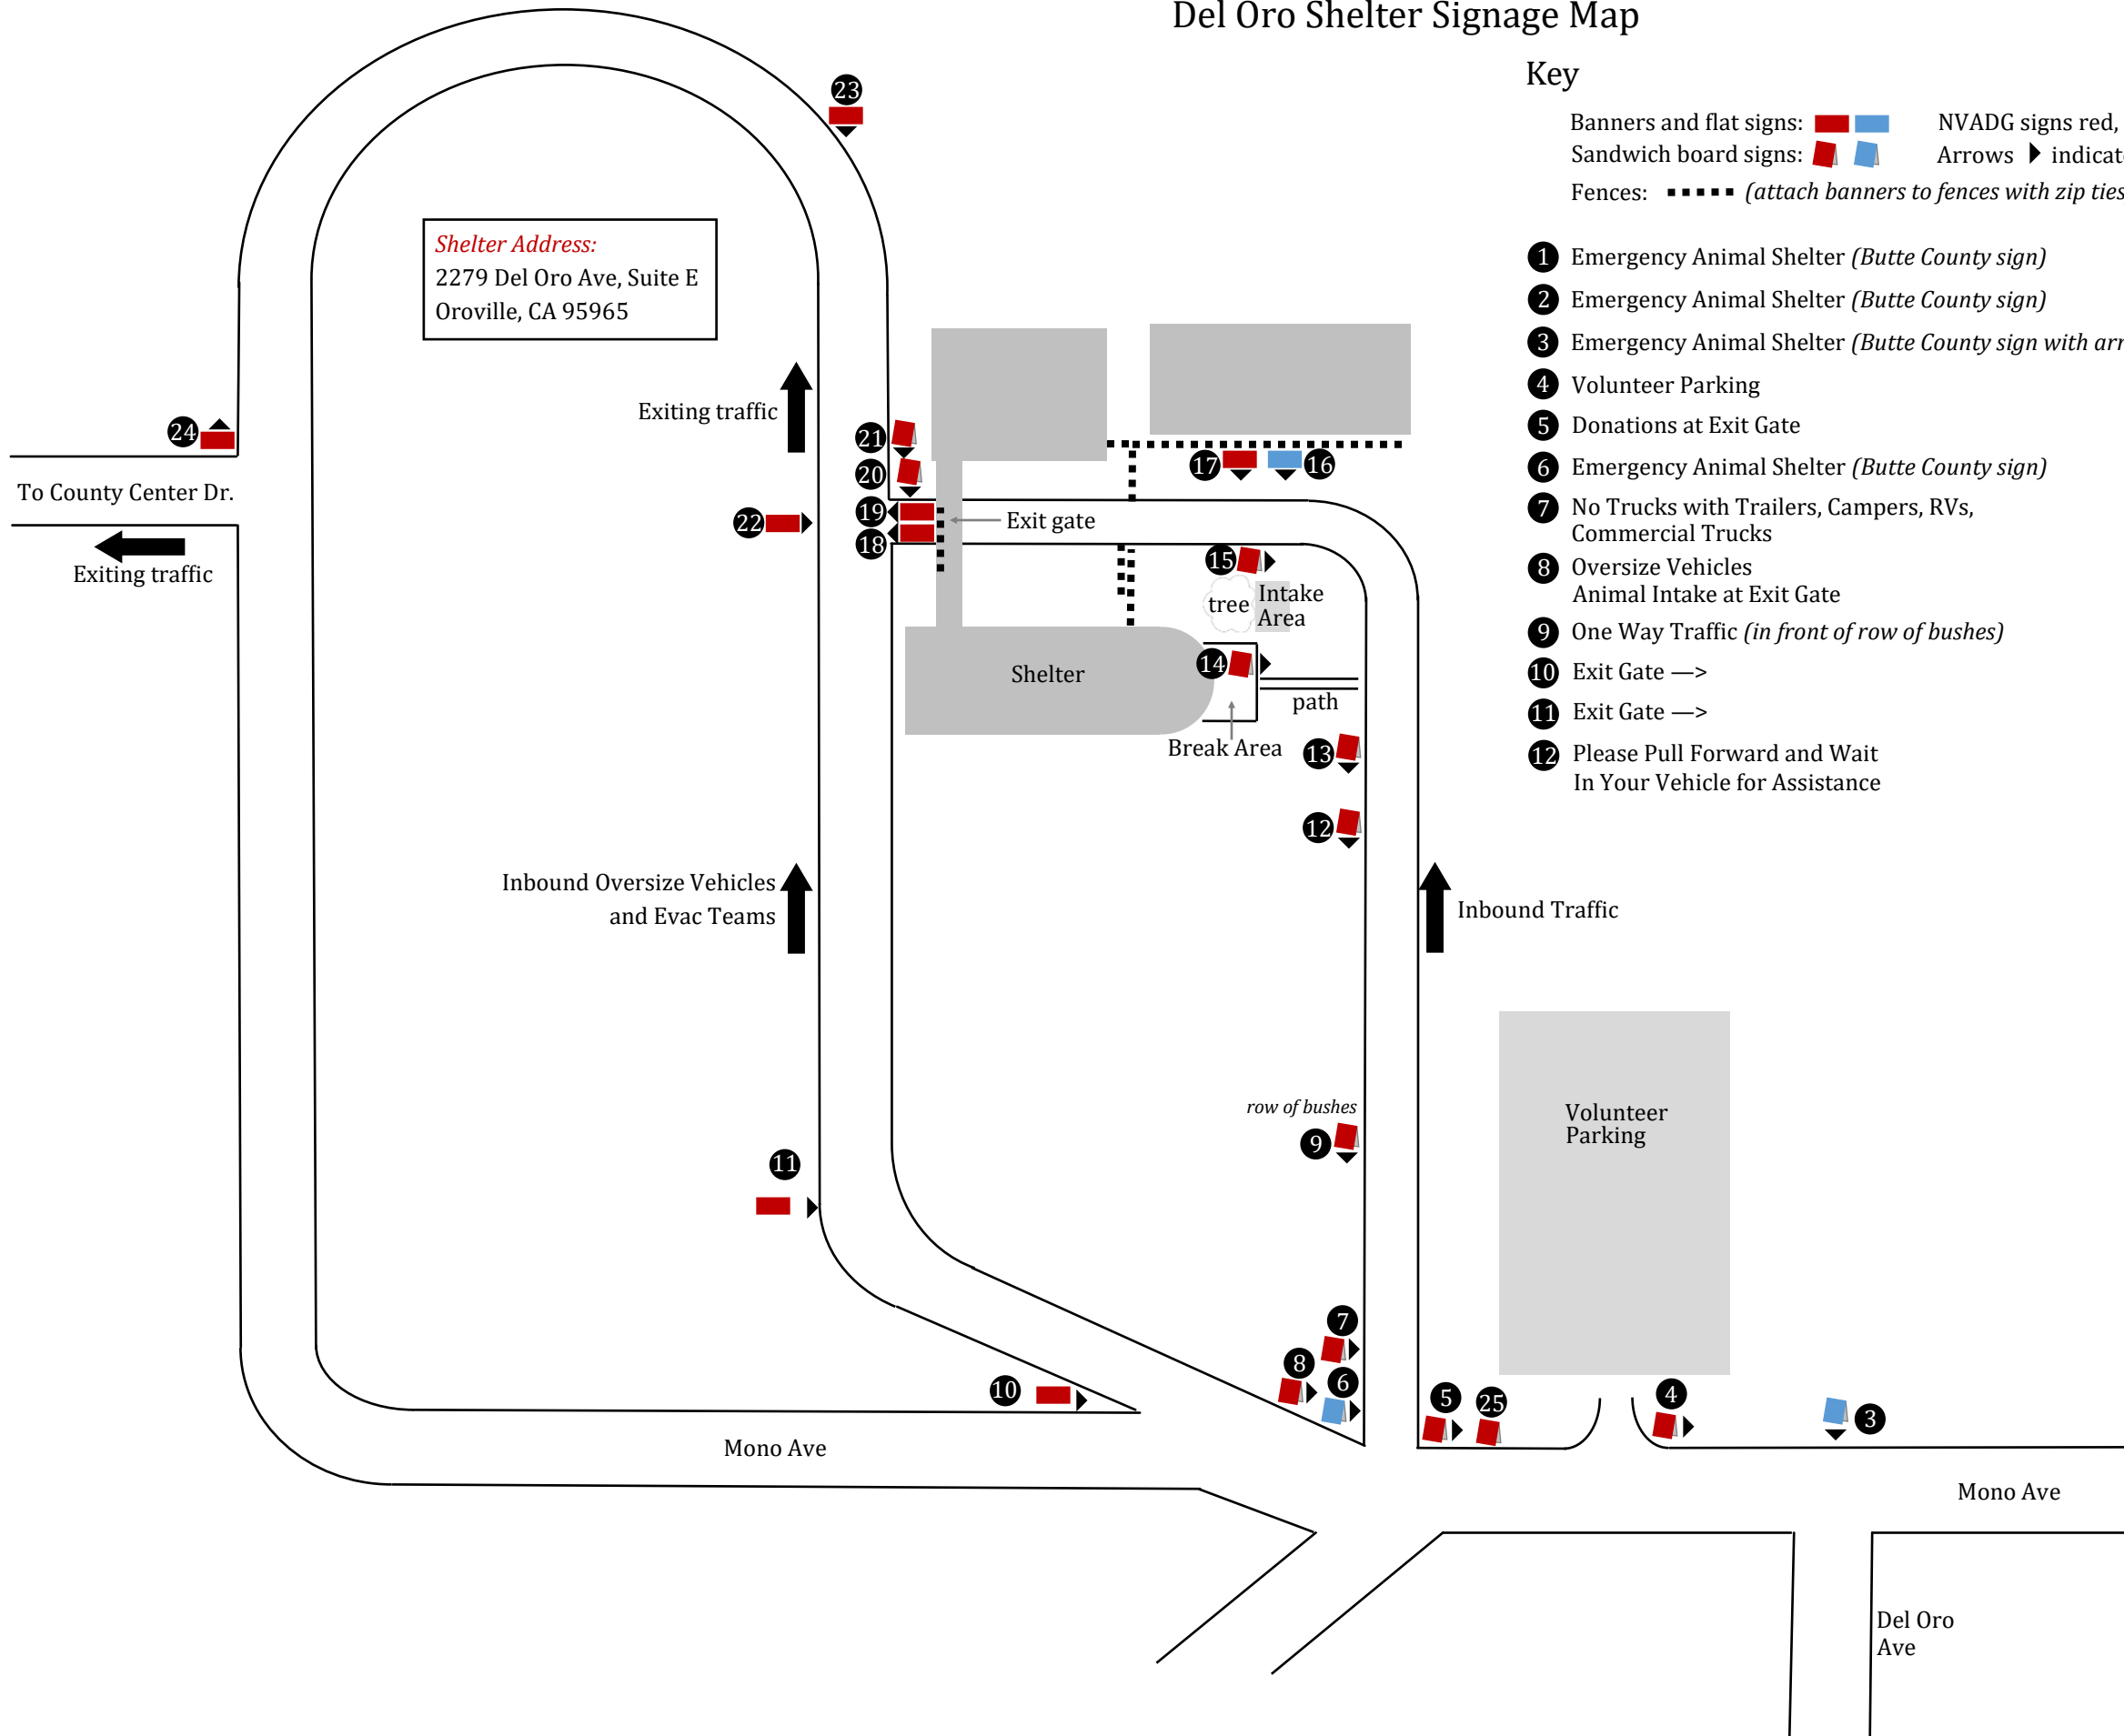 Del Oro Shelter Signage Map
Key
Banners and flat signs:
NVADG signs red,
Sandwich board signs:
Arrows indicat
Fences: (attach banners to fences with zip ties
1 Emergency Animal Shelter (Butte County sign)
2 Emergency Animal Shelter (Butte County sign)
3 Emergency Animal Shelter (Butte County sign with arr
4 Volunteer Parking
5 Donations at Exit Gate
6 Emergency Animal Shelter (Butte County sign)
7 No Trucks with Trailers, Campers, RVs,
Commercial Trucks
8 Oversize Vehicles
Animal Intake at Exit Gate
9 One Way Traffic (in front of row of bushes)
10 Exit Gate —>
11 Exit Gate —>
12 Please Pull Forward and Wait
In Your Vehicle for Assistance
23
Shelter Address:
2279 Del Oro Ave, Suite E
Oroville, CA 95965
Exiting traffic
24
21
20
17
16
To County Center Dr.
22
19
18
Exit gate
Exiting traffic
15
tree
Intake
Area
14
Shelter
path
Break Area
13
12
Inbound Oversize Vehicles
and Evac Teams
Inbound Traffic
row of bushes
9
Volunteer
Parking
11
7
8
6
10
5
25
4
3
Mono Ave
Mono Ave
Del Oro
Ave